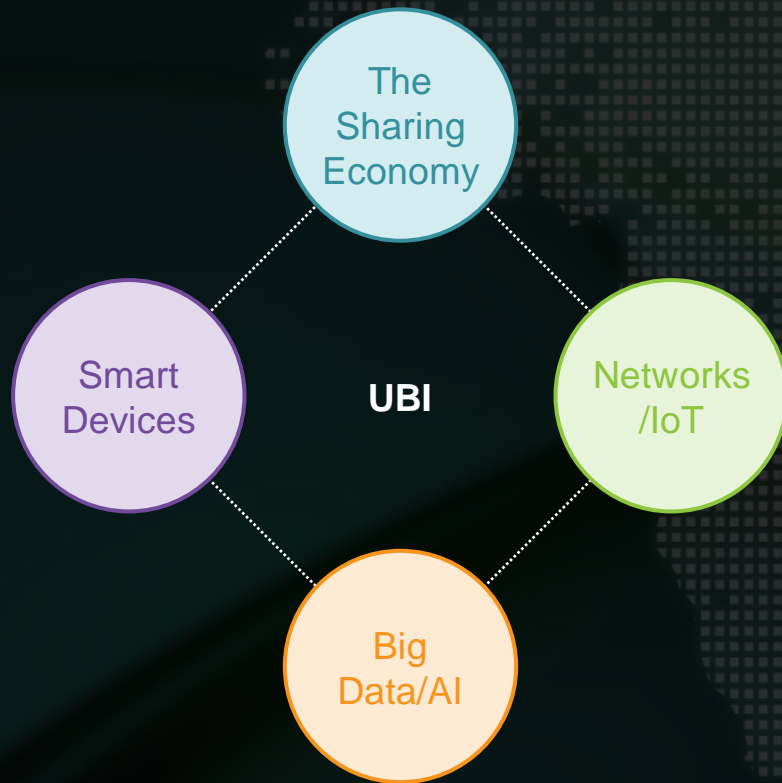 The
Sharing
Economy
Smart
Devices
UBI
Networks
/IoT
Big
Data/AI